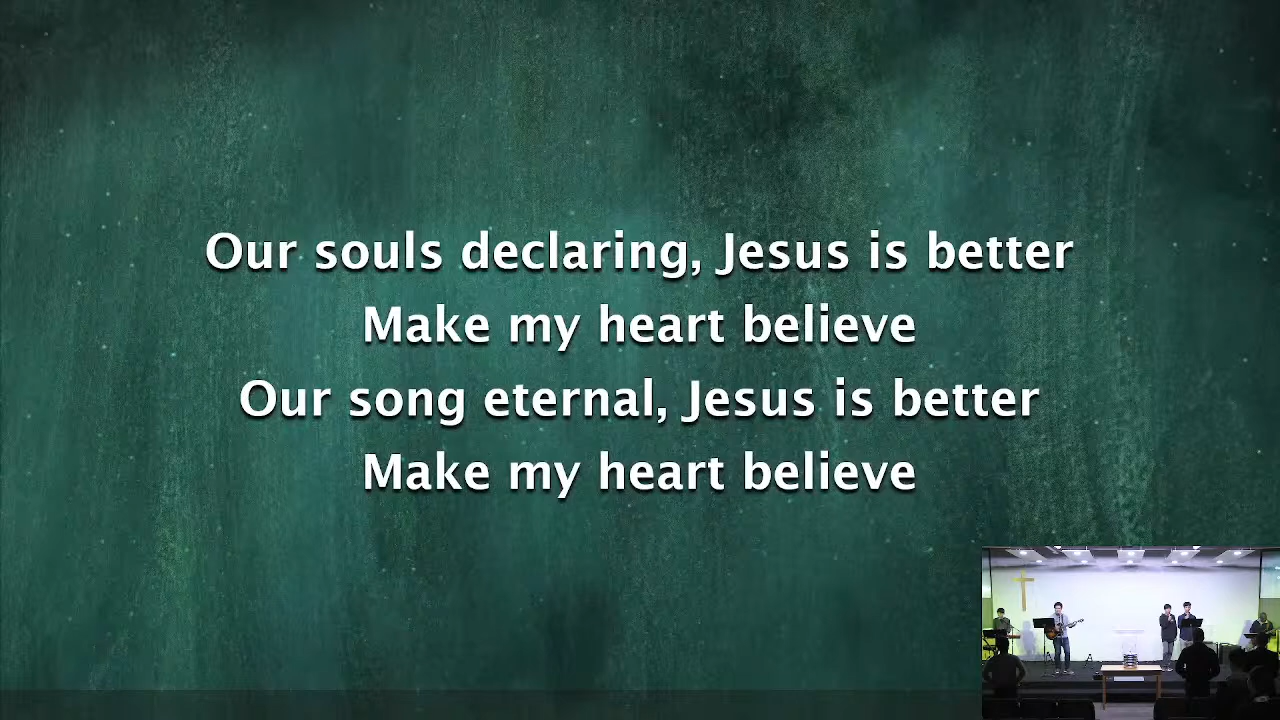 Our souls declaring, Jesus is better
Make my heart believe
Our song eternal, Jesus is better
Make my heart believe